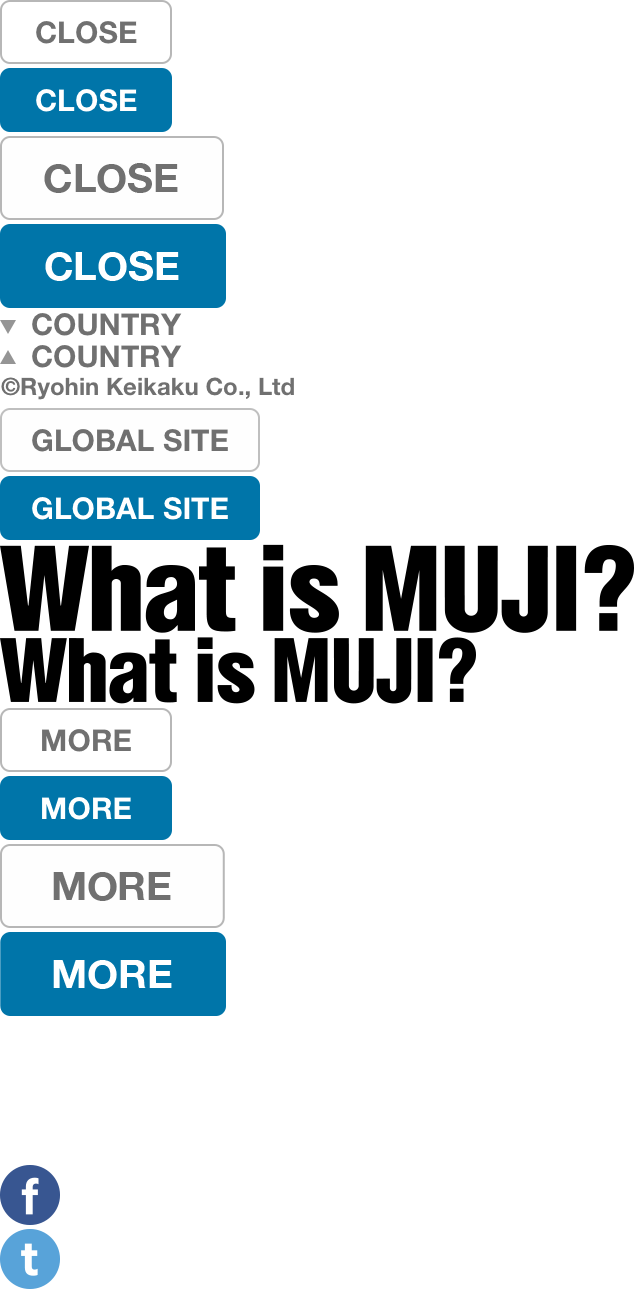 CLOSE
CLOSE
CLOSE
CLOSE
COUNTRY
COUNTRY
©Ryohin Keikaku Co., Ltd
GLOBAL SITE
GLOBAL SITE
What is MUJI?
What is MUJI?
MORE
MORE
MORE
MORE
f
t